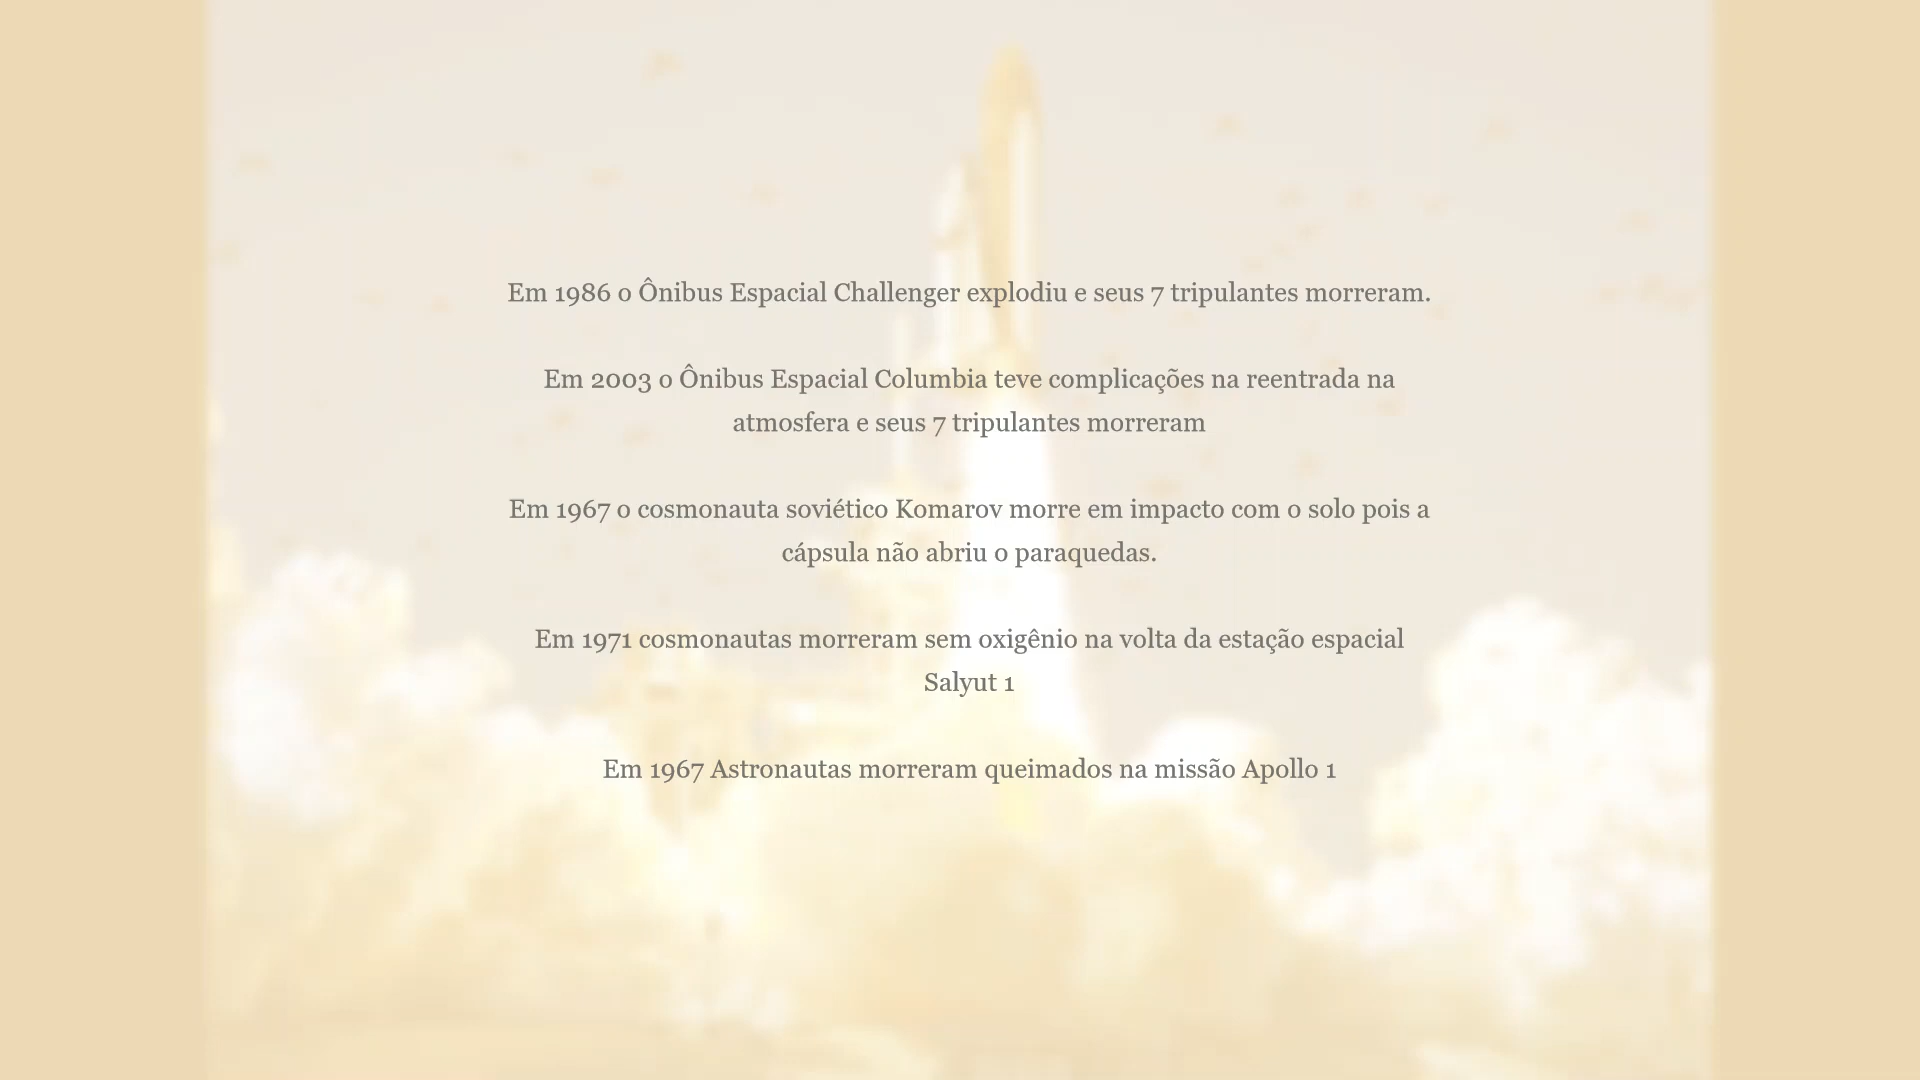 Em 1986 o Ônibus Espacial Challenger explodiu e seus 7 tripulantes morreram.
Em 2003 o Ônibus Espacial Columbia teve complicações na reentrada na
atmosfera e seus 7 tripulantes morreram
Em 1967 o cosmonauta soviético Komarov morre em impacto com o solo pois a
cápsula não abriu o paraquedas.
Em 1971 cosmonautas morreram sem oxigênio na volta da estação espacial
Salyut 1
Em 1967 Astronautas morreram queimados na missão Apollo 1